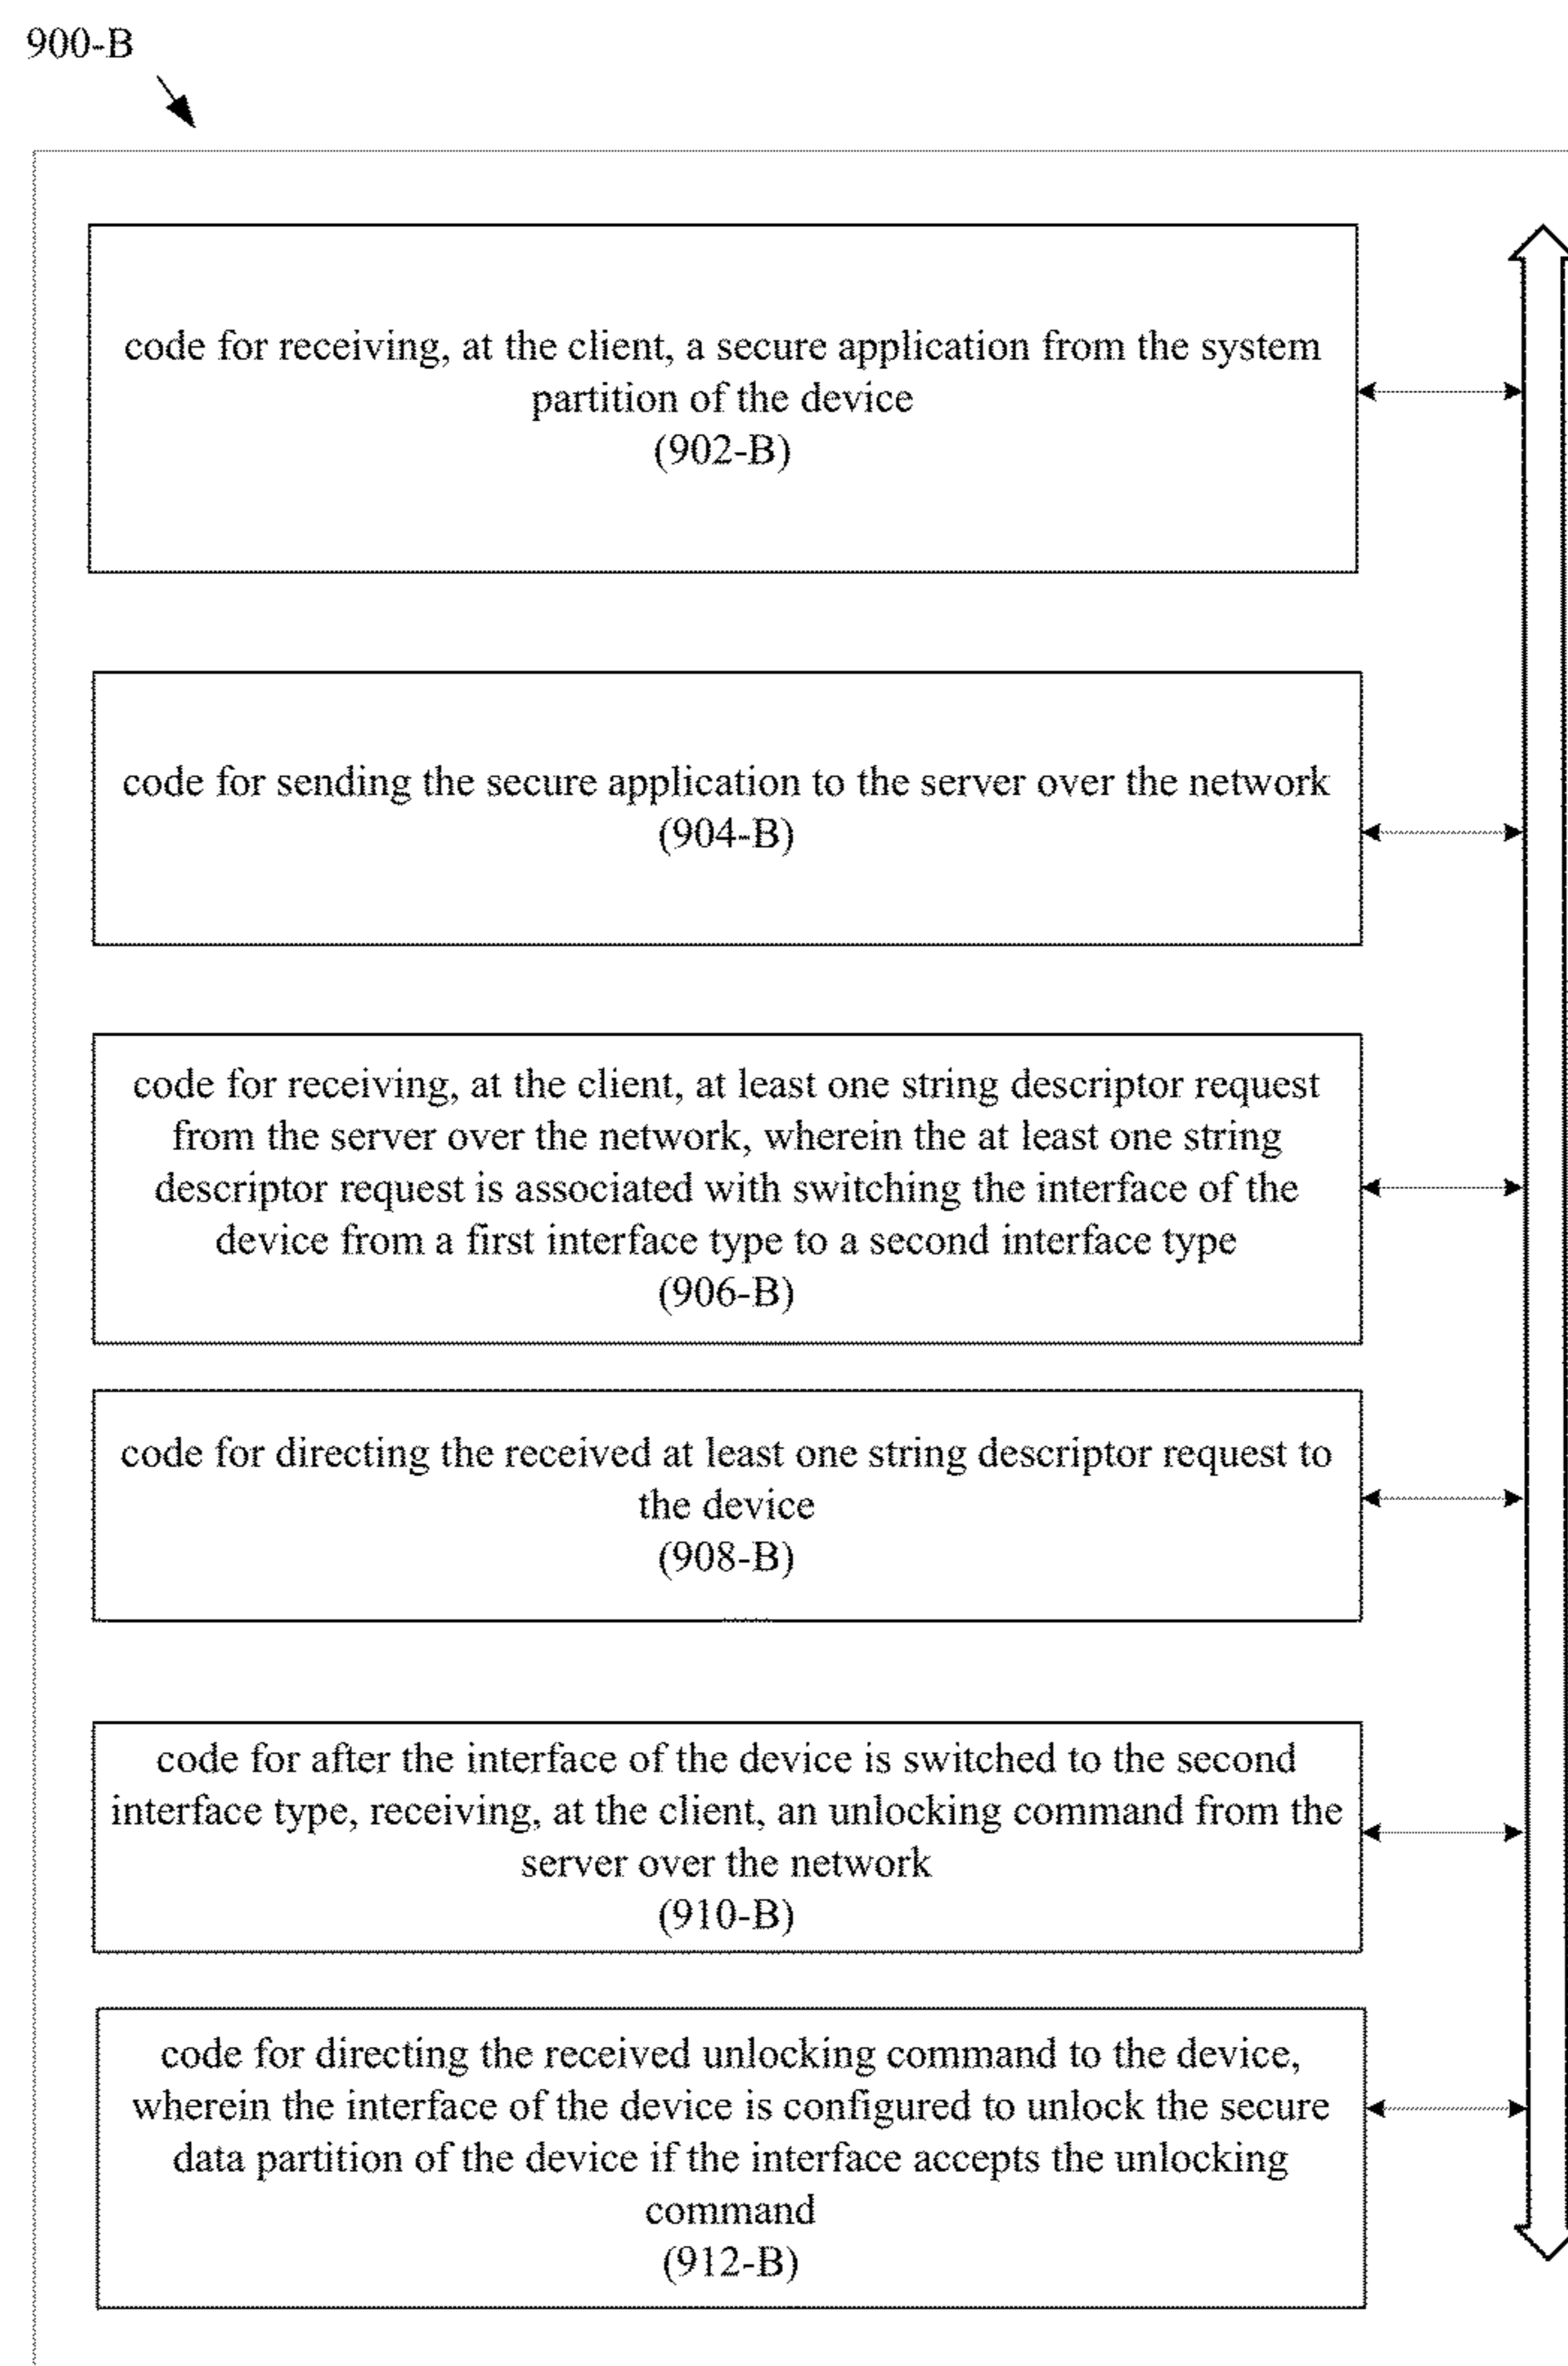 900-B
code for receiving, at the client, a secure application from the system
partition of the device
(902-B)
code for sending the secure application to the server over the network
(904-B)
code for receiving, at the client, at least one string descriptor request
from the server over the network, wherein the at least one string
descriptor request is associated with switching the interface of the
device from a first interface type to a second interface type
(906-B)
code for directing the received at least one string descriptor request to
the device
(908-B)
code for after the interface of the device is switched to the second
interface type, receiving, at the client, an unlocking command from the
server over the network
(910-B)
code for directing the received unlocking command to the device,
wherein the interface of the device is configured to unlock the secure
data partition of the device if the interface accepts the unlocking
command
(912-B)